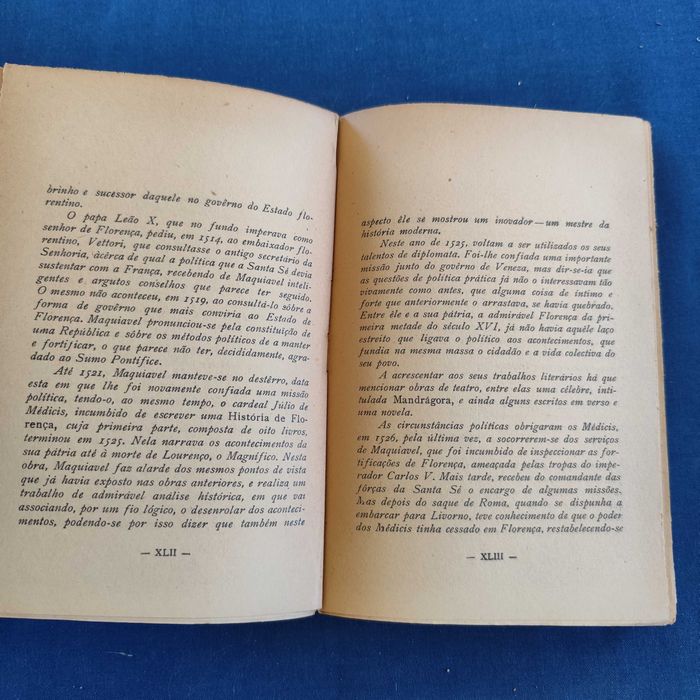 brinho e sucessor daquele no govêrno do Estado flo-
rentino.
O papa Leão X, que no fundo imperava como
senhor de Florença, pediu, em 1514, ao embaixador flo-
rentino, Vettori, que consultasse o antigo secretário da
Senhoria, àcêrca de qual a política que a Santa Sé devia
sustentar com a França, recebendo de Maquiavel inteli-
gentes e argutos conselhos que parece ter seguido.
O mesmo não aconteceu, em 1519, ao consultá-lo sôbre a
forma de govêrno que mais conviria ao Estado de
Florença. Maquiavel pronunciou-se pela constituição de
uma República e sôbre os métodos políticos de a manter
e fortificar, o que parece não ter, decididamente, agra-
dado ao Sumo Pontífice.
Até 1521, Maquiavel manteve-se no destêrro, data
esta em que lhe foi novamente confiada uma missão
política, tendo-o, ao mesmo tempo, o cardeal Júlio de
Médicis, incumbido de escrever uma História de Flo-
rença, cuja primeira parte, composta de oito livros,
terminou em 1525. Nela narrava os acontecimentos da
sua pátria até à morte de Lourenço, o Magnífico. Nesta
obra, Maquiavel faz alarde dos mesmos pontos de vista
que já havia exposto nas obras anteriores, e realiza um
trabalho de admirável análise histórica, em que vai
associando, por um fio lógico, o desenrolar dos aconteci-
mentos, podendo-se por isso dizer que também neste
— XLII —
aspecto êle se mostrou um inovador — um mestre da
história moderna.
Neste ano de 1525, voltam a ser utilizados os seus
talentos de diplomata. Foi-lhe confiada uma importante
missão junto do govêrno de Veneza, mas dir-se-ia que
as questões de política prática já não o interessavam tão
vivamente como antes, que alguma coisa de íntimo e
forte que anteriormente o arrastava, se havia quebrado.
Entre êle e a sua pátria, a admirável Florença da
primeira metade do século XVI, já não havia aquêle laço
estreito que ligava o político aos acontecimentos, que
fundia na mesma massa o cidadão e a vida colectiva do
seu povo.
A acrescentar aos seus trabalhos literários há que
mencionar obras de teatro, entre elas uma célebre, inti-
tulada Mandrágora, e ainda alguns escritos em verso e
uma novela.
As circunstâncias políticas obrigaram os Médicis,
em 1526, pela última vez, a socorrerem-se dos serviços
de Maquiavel, que foi incumbido de inspeccionar as for-
tificações de Florença, ameaçada pelas tropas do impe-
rador Carlos V. Mais tarde, recebeu do comandante das
fôrças da Santa Sé o encargo de algumas missões.
Mas depois do saque de Roma, quando se dispunha a
embarcar para Livorno, teve conhecimento de que o poder
dos Médicis tinha cessado em Florença, restabelecendo-se
— XLIII —